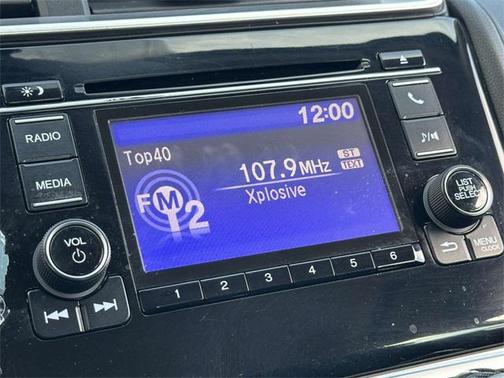 12:00
Top40
107.9 MHz
ST
TEXT
Xplosive
FM 2
RADIO
MEDIA
VOL
LIST
PUSH
SELECT
MENU
CLOCK
1 2 3 4 5 6